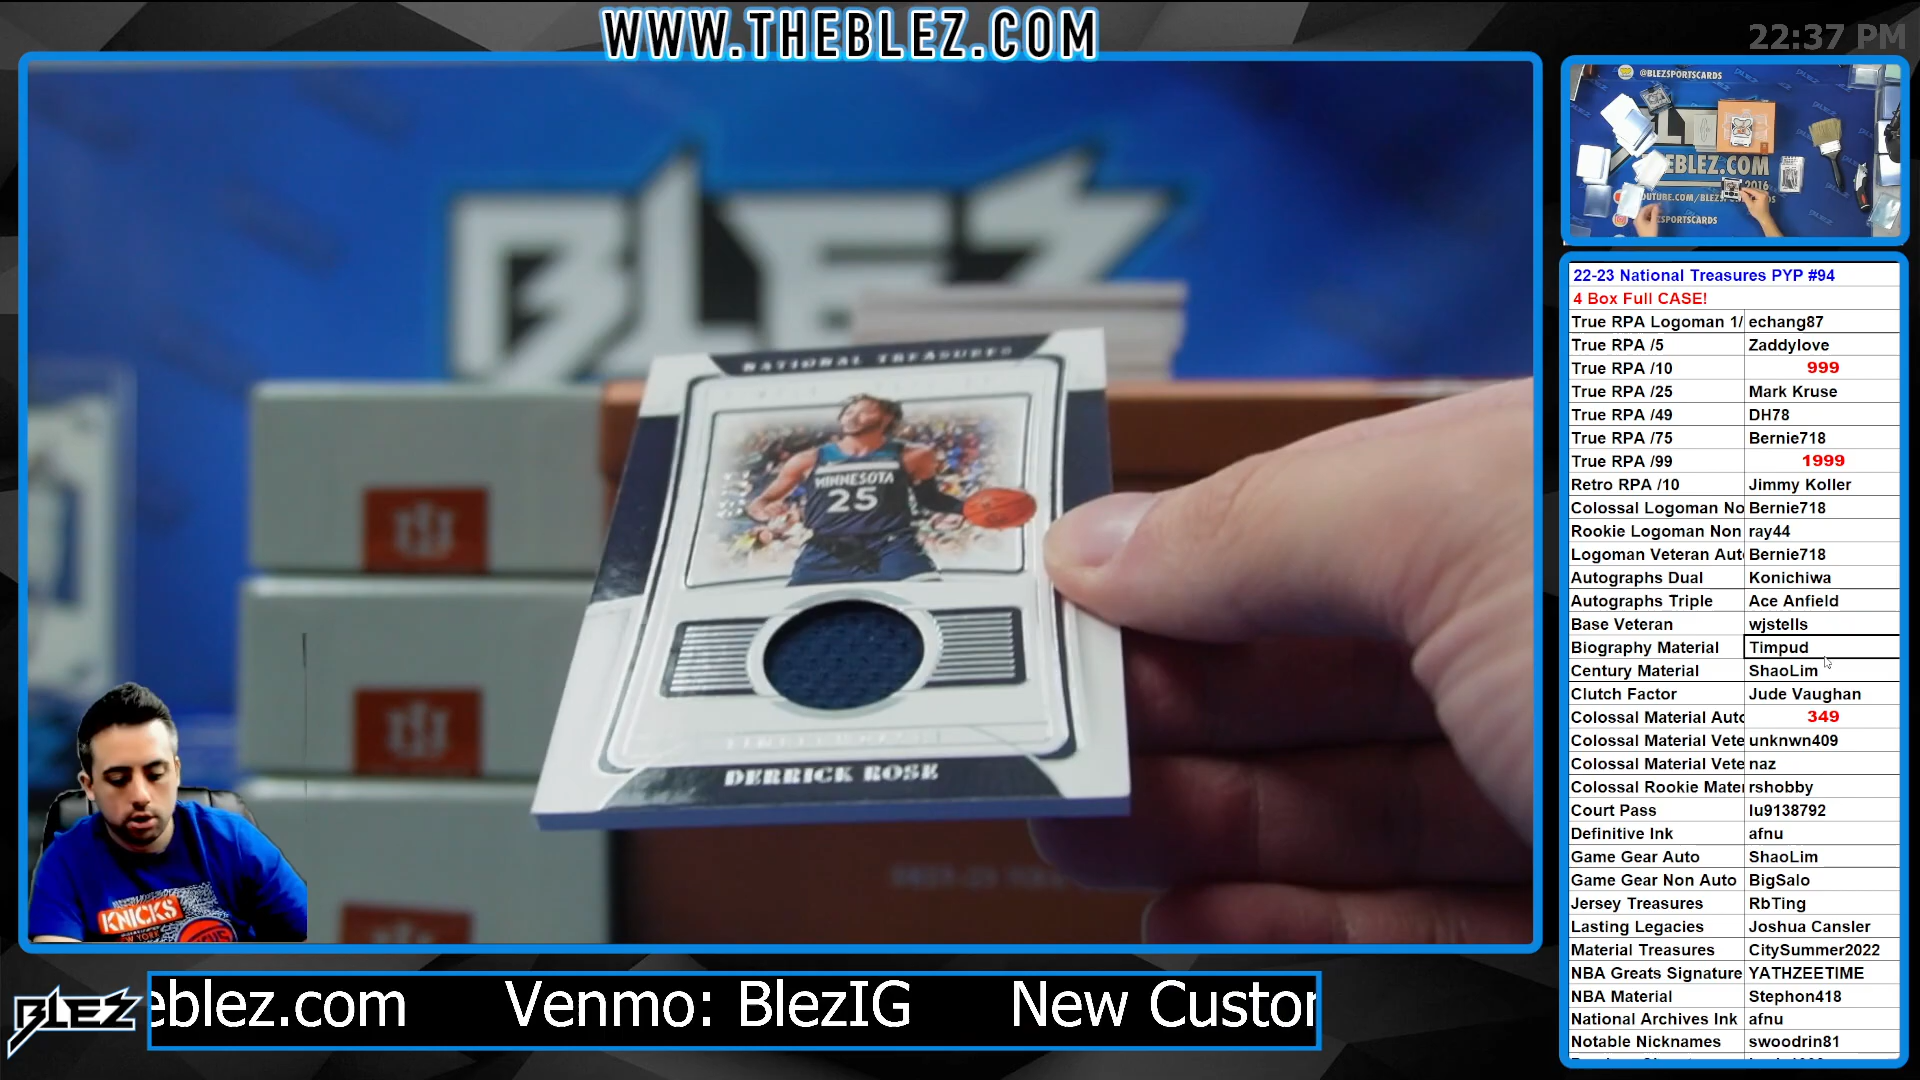 WWW.THEBLEZ.COM
22:37 PM
BLEZ
NATIONAL TREASURES
MINNESOTA
25
DERRICK ROSE
KNICKS
NEW YORK
@BLEZSPORTSCARDS
EBLEZ.COM
2016
22-23 National Treasures PYP #94
4 Box Full CASE!
True RPA Logoman 1/ echang87
True RPA /5 Zaddylove
True RPA /10 999
True RPA /25 Mark Kruse
True RPA /49 DH78
True RPA /75 Bernie718
True RPA /99 1999
Retro RPA /10 Jimmy Koller
Colossal Logoman No Bernie718
Rookie Logoman Non ray44
Logoman Veteran Aut Bernie718
Autographs Dual Konichiwa
Autographs Triple Ace Anfield
Base Veteran wjstells
Biography Material Timpud
Century Material ShaoLim
Clutch Factor Jude Vaughan
Colossal Material Auto 349
Colossal Material Vete unknwn409
Colossal Material Vete naz
Colossal Rookie Mater rshobby
Court Pass lu9138792
Definitive Ink afnu
Game Gear Auto ShaoLim
Game Gear Non Auto BigSalo
Jersey Treasures RbTing
Lasting Legacies Joshua Cansler
Material Treasures CitySummer2022
NBA Greats Signature YATHZEETIME
NBA Material Stephon418
National Archives Ink afnu
Notable Nicknames swoodrin81
BLEZ
eblez.com Venmo: BlezIG New Custor